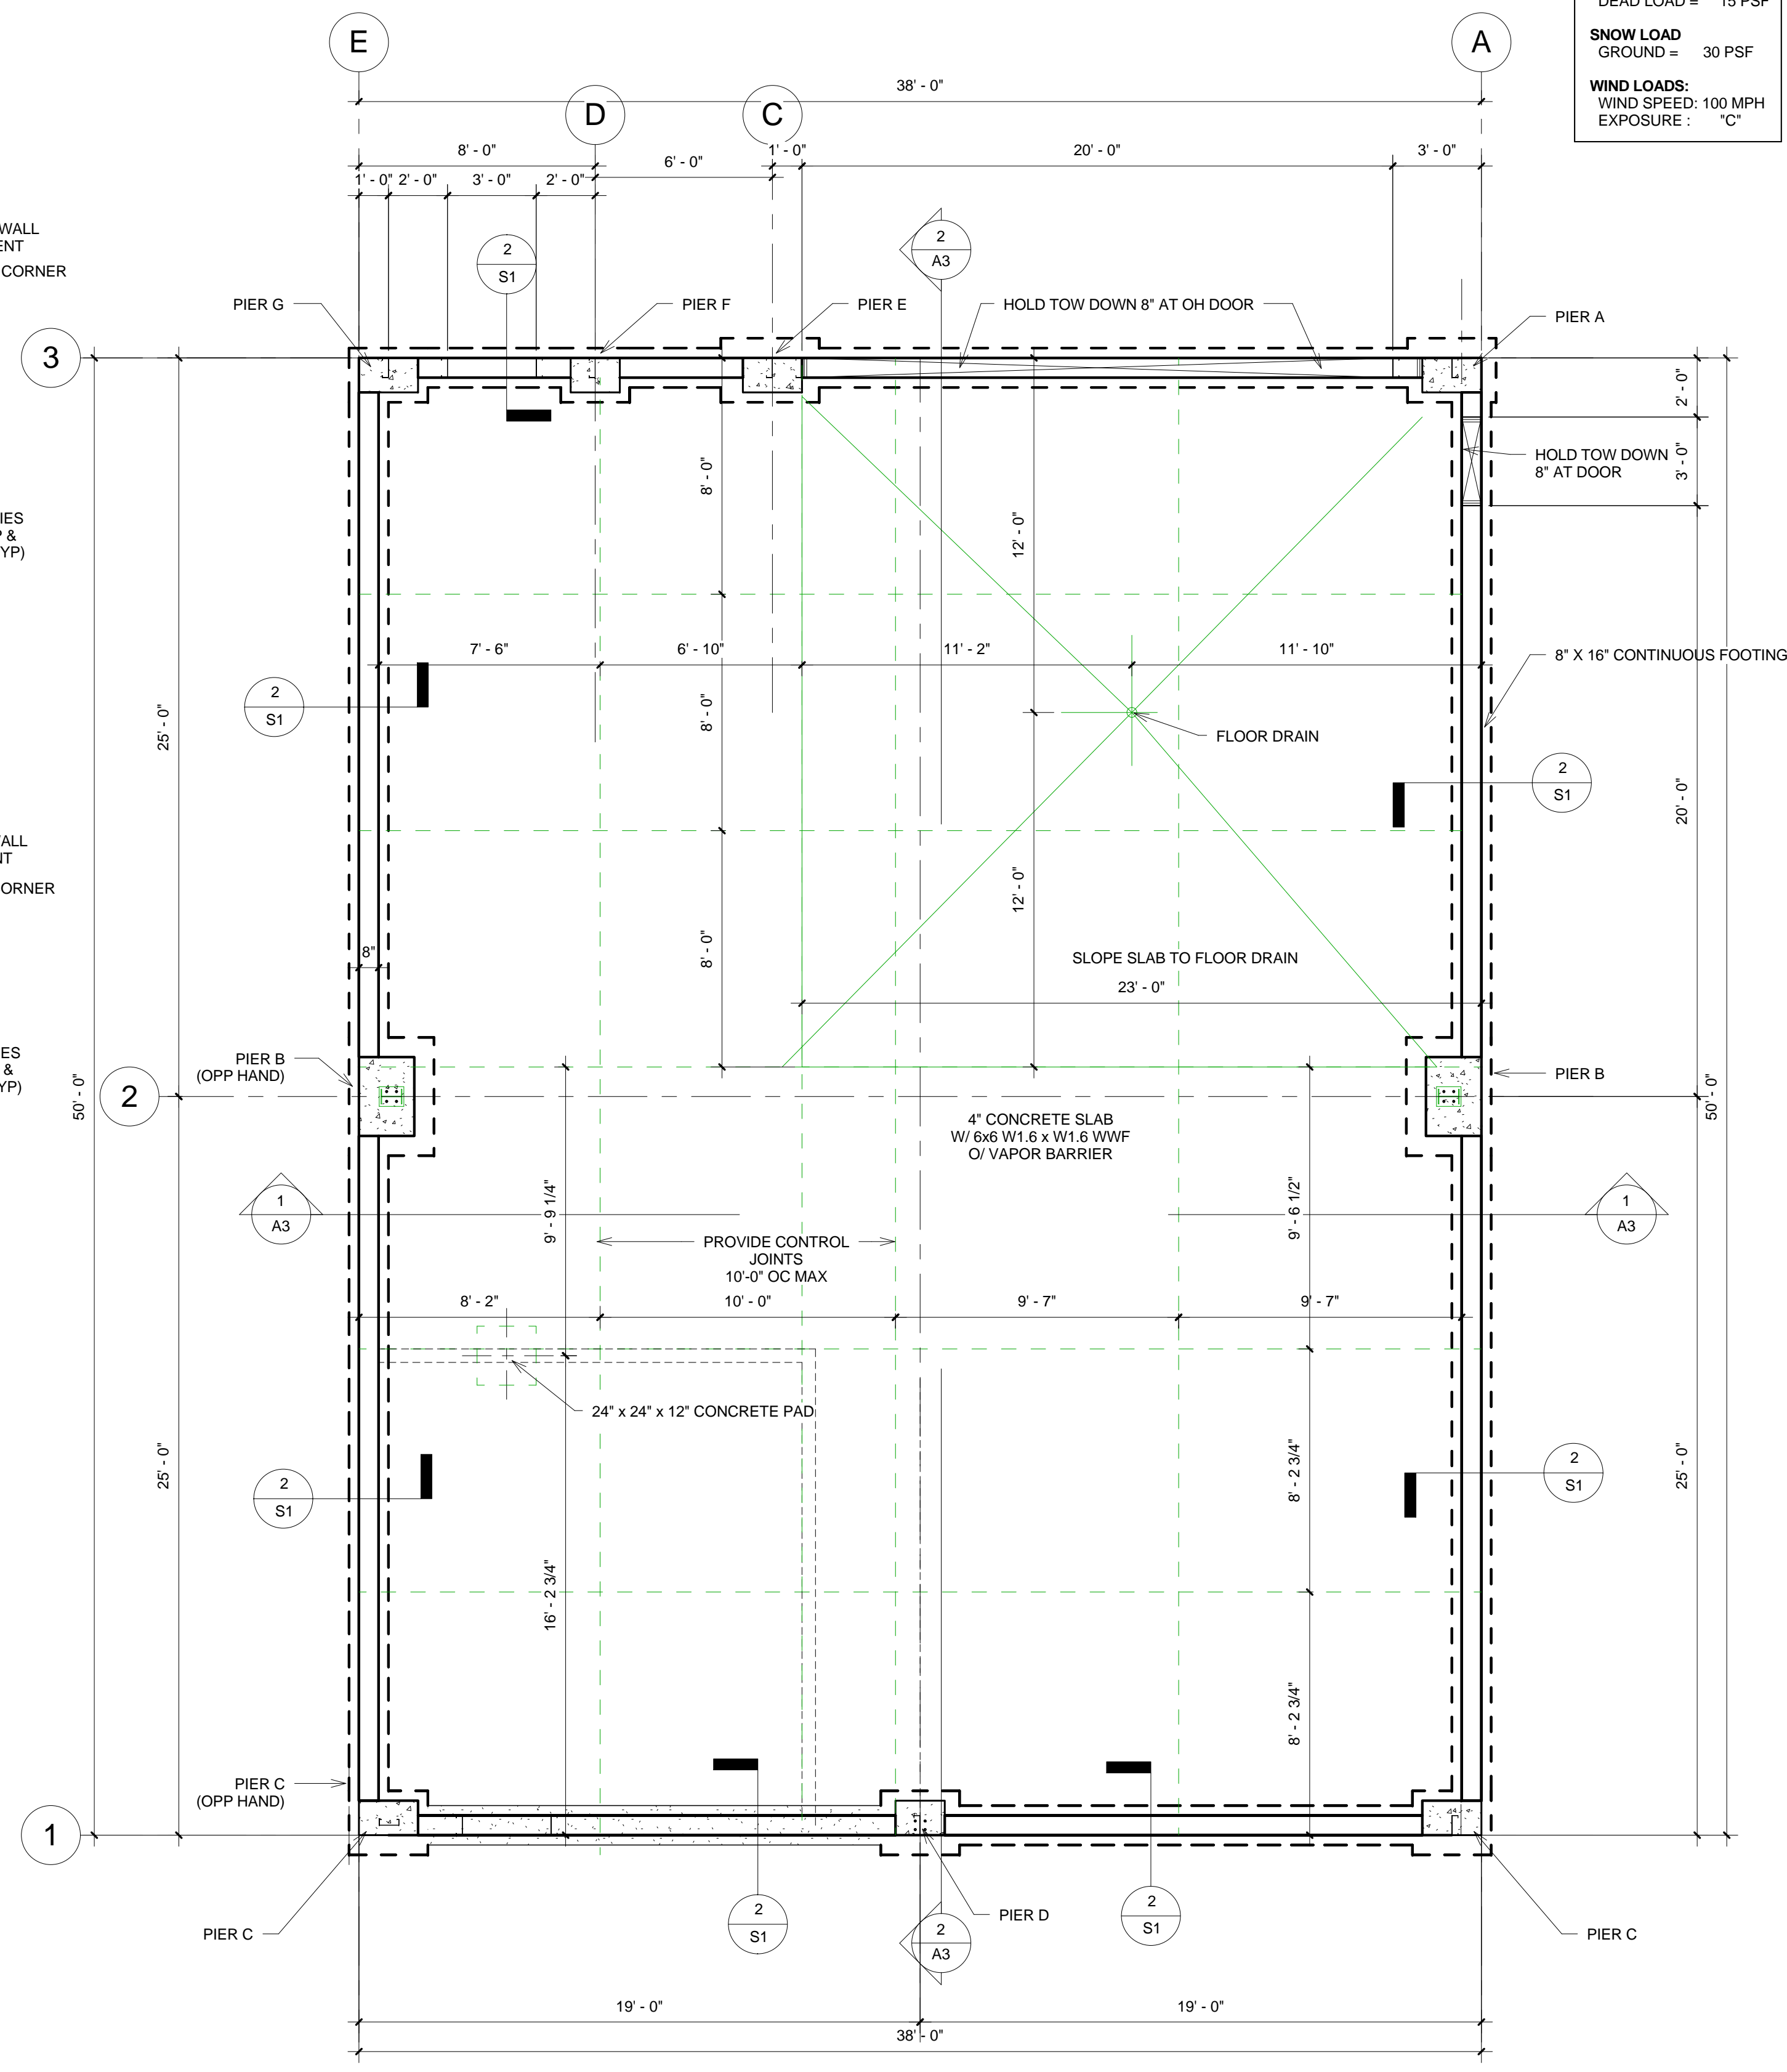 DEAD LOAD = 15 PSF
SNOW LOAD
GROUND = 30 PSF
WIND LOADS:
WIND SPEED: 100 MPH
EXPOSURE : "C"
E
A
38' - 0"
D
C
8' - 0"
6' - 0"
1' - 0"
20' - 0"
3' - 0"
1' - 0"
2' - 0"
3' - 0"
2' - 0"
WALL
CORNER
2
S1
2
A3
PIER G
PIER F
PIER E
HOLD TOW DOWN 8" AT OH DOOR
PIER A
3
2' - 0"
HOLD TOW DOWN
8" AT DOOR
3' - 0"
8' - 0"
12' - 0"
&
7' - 6"
6' - 10"
11' - 2"
11' - 10"
8" X 16" CONTINUOUS FOOTING
2
S1
25' - 0"
8' - 0"
FLOOR DRAIN
2
S1
20' - 0"
12' - 0"
8' - 0"
8"
SLOPE SLAB TO FLOOR DRAIN
23' - 0"
PIER B
(OPP HAND)
PIER B
&
50' - 0"
2
50' - 0"
4" CONCRETE SLAB
W/ 6x6 W1.6 x W1.6 WWF
O/ VAPOR BARRIER
1
A3
9' - 9 1/4"
9' - 6 1/2"
1
A3
PROVIDE CONTROL
JOINTS
10'-0" OC MAX
8' - 2"
10' - 0"
9' - 7"
9' - 7"
24" x 24" x 12" CONCRETE PAD
25' - 0"
2
S1
8' - 2 3/4"
2
S1
25' - 0"
16' - 2 3/4"
8' - 2 3/4"
PIER C
(OPP HAND)
1
PIER C
2
S1
2
A3
PIER D
2
S1
PIER C
19' - 0"
19' - 0"
38' - 0"